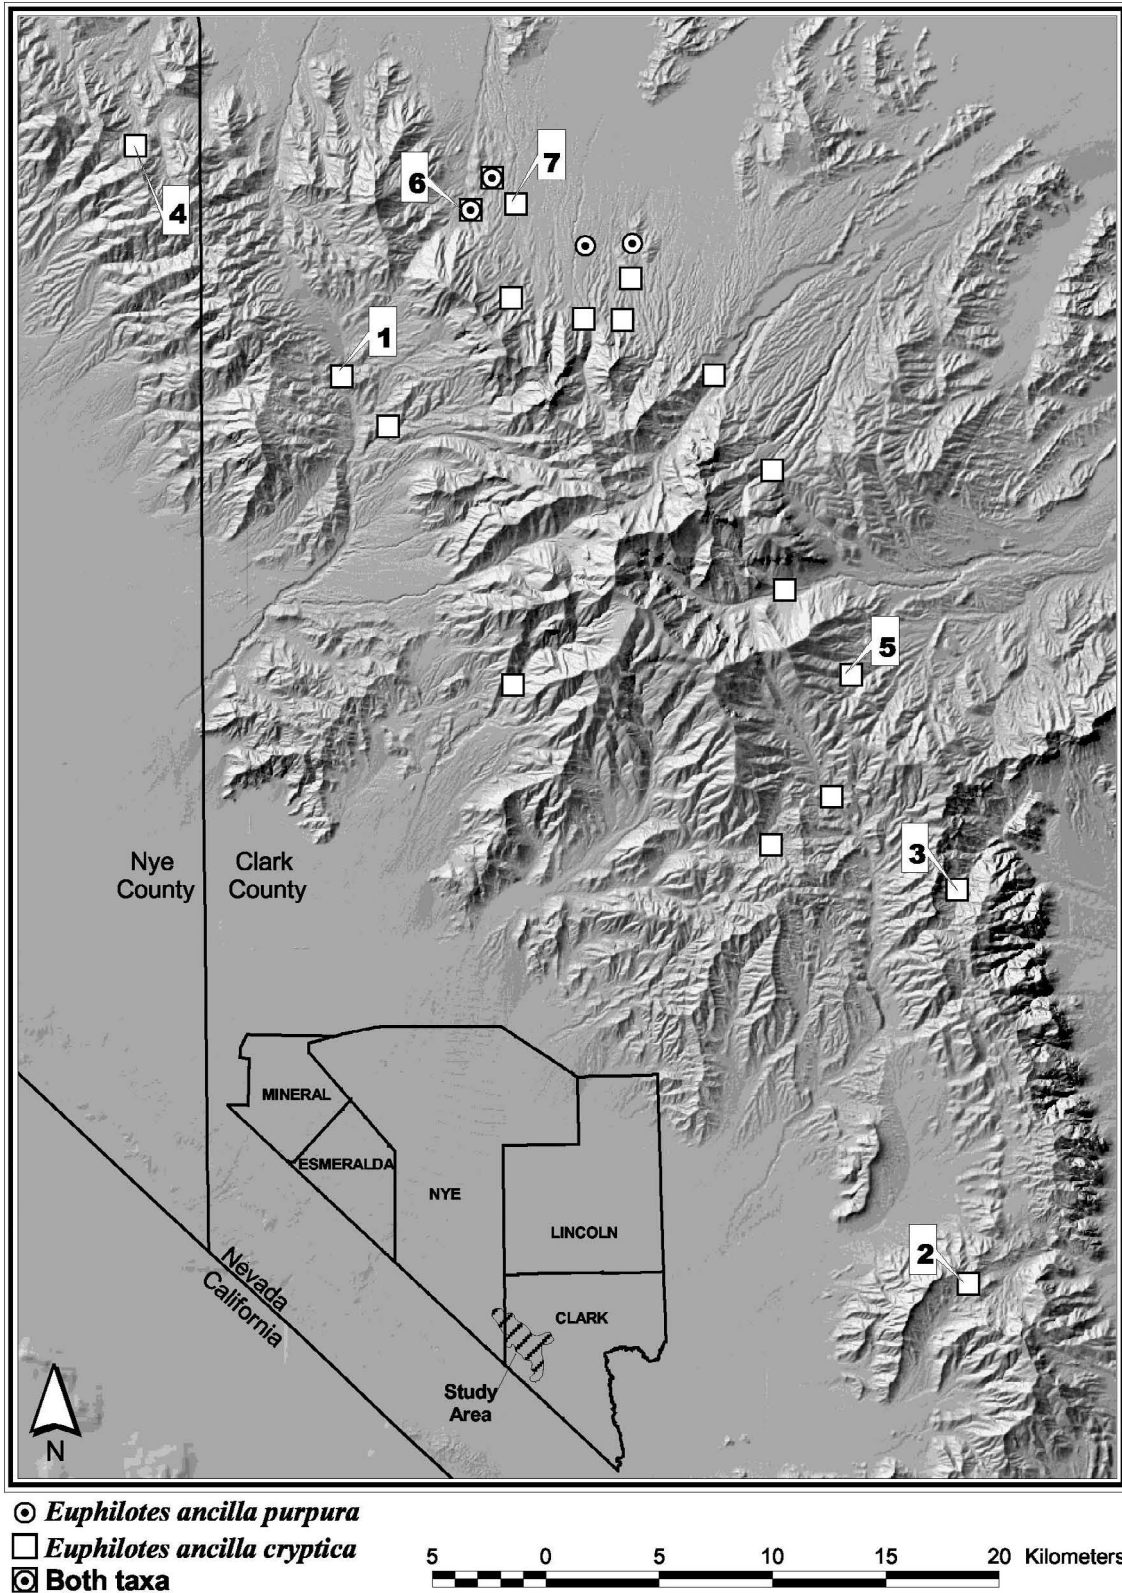 7
6
4
1
5
3
Nye
County
Clark
County
2
MINERAL
ESMERALDA
NYE
LINCOLN
CLARK
Nevada
California
Study
Area
N
Euphilotes ancilla purpura
Euphilotes ancilla cryptica
Both taxa
5 0 5 10 15 20 Kilometers